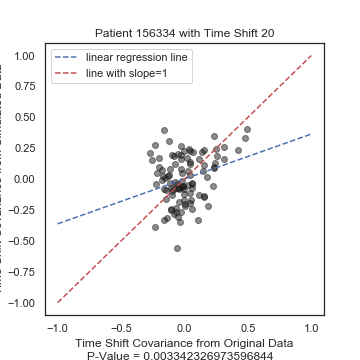 Patient 156334 with Time Shift 20
linear regression line
line with slope=1
1.00
0.75
0.50
0.25
0.00
−0.25
−0.50
−0.75
−1.00
−1.0
−0.5
0.0
0.5
1.0
Time Shift Covariance from Original Data
P-Value = 0.003342326973596844